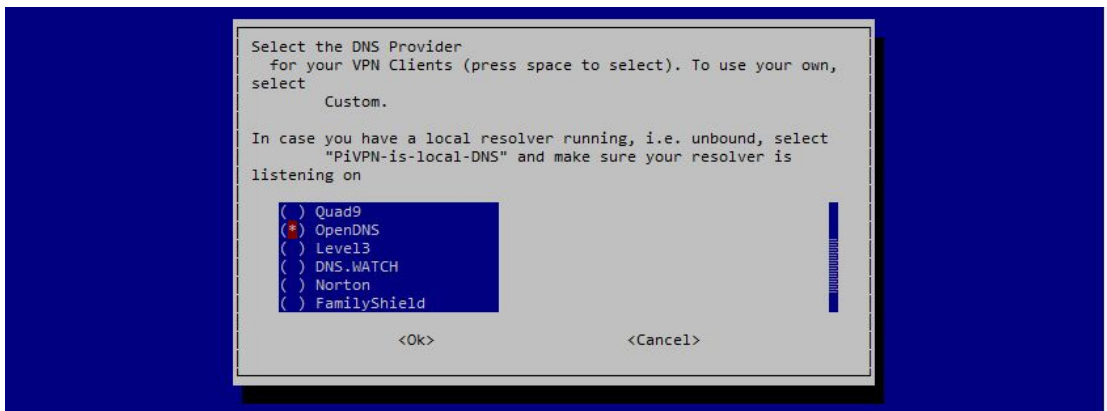 Select the DNS Provider
for your VPN Clients (press space to select). To use your own,
select
Custom.
In case you have a local resolver running, i.e. unbound, select
"PiVPN-is-local-DNS" and make sure your resolver is
listening on
( ) Quad9
(*) OpenDNS
( ) Level3
( ) DNS.WATCH
( ) Norton
( ) FamilyShield
<Ok> <Cancel>